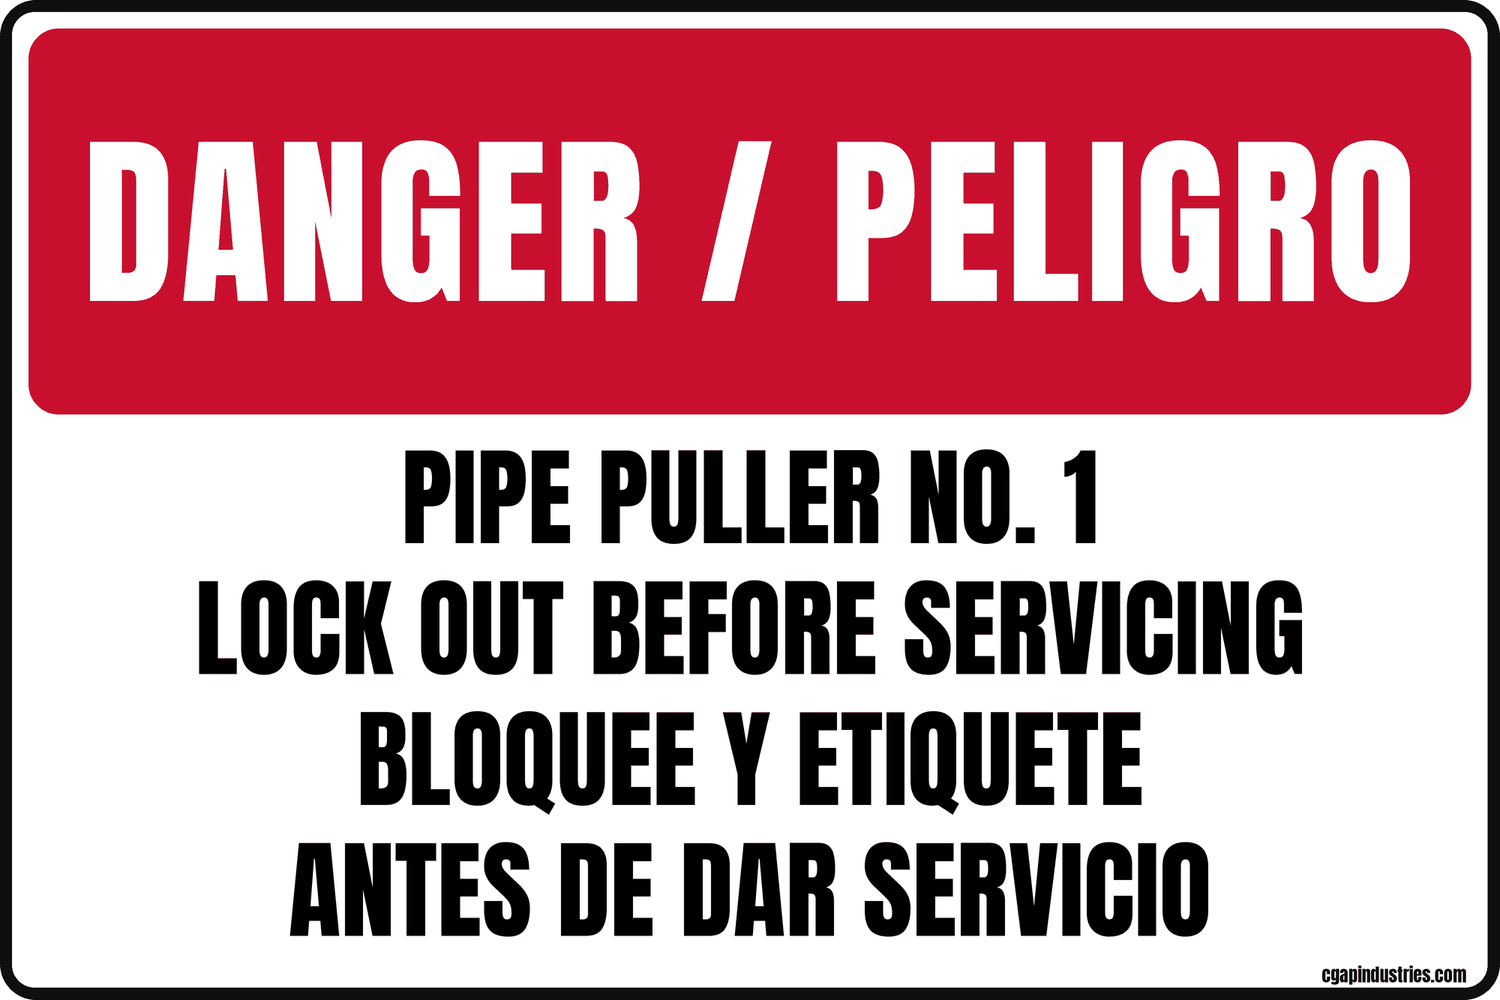 DANGER / PELIGRO
PIPE PULLER NO. 1
LOCK OUT BEFORE SERVICING
BLOQUEE Y ETIQUETE
ANTES DE DAR SERVICIO
cgapindustries.com